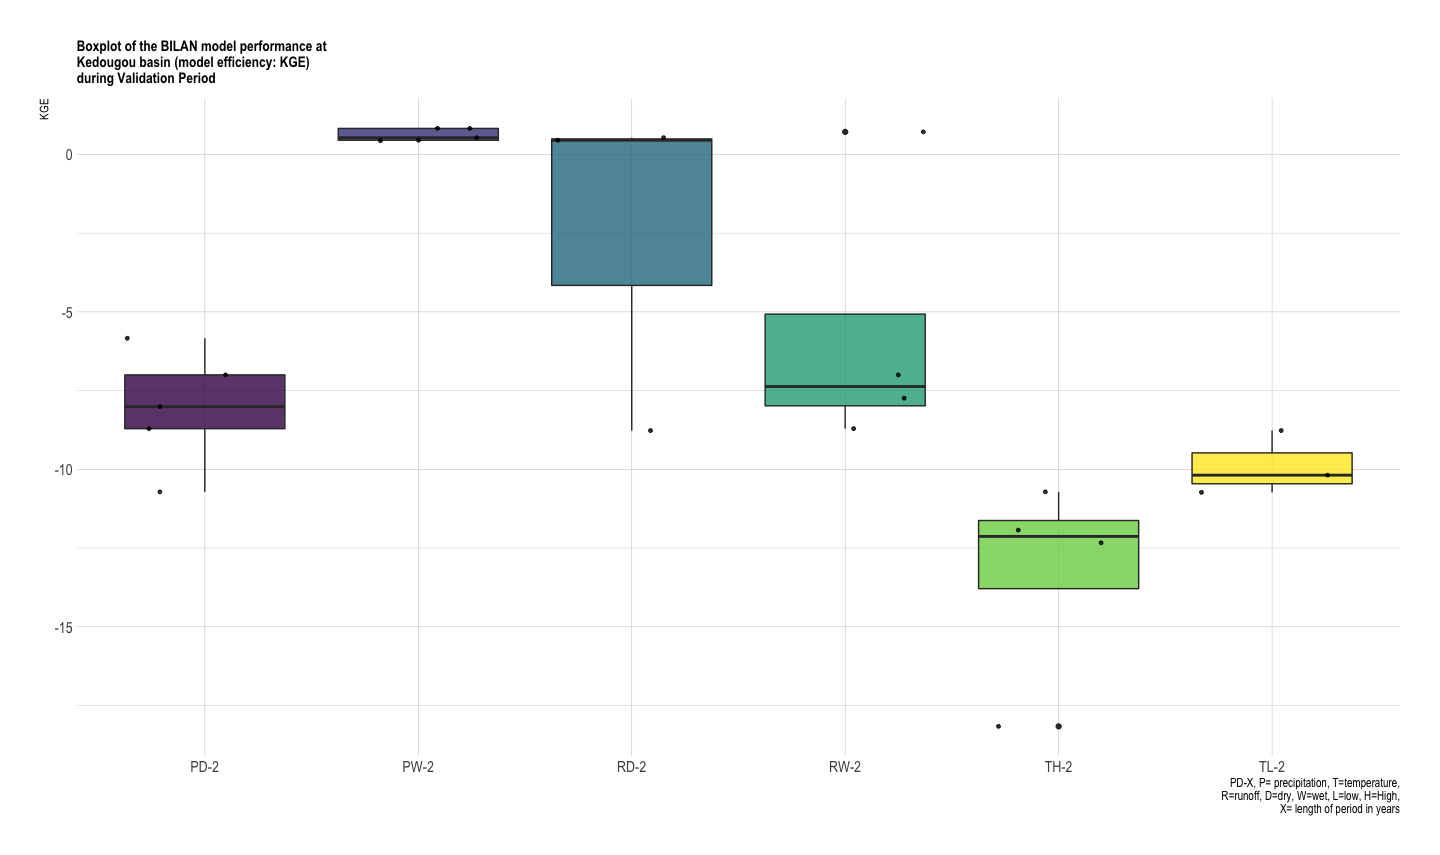 Boxplot of the BILAN model performance at
Kedougou basin (model efficiency: KGE)
during Validation Period
KGE
0
-5
-10
-15
PD-2 PW-2 RD-2 RW-2 TH-2 TL-2
PD-X, P= precipitation, T=temperature,
R=runoff, D=dry, W=wet, L=low, H=High,
X= length of period in years